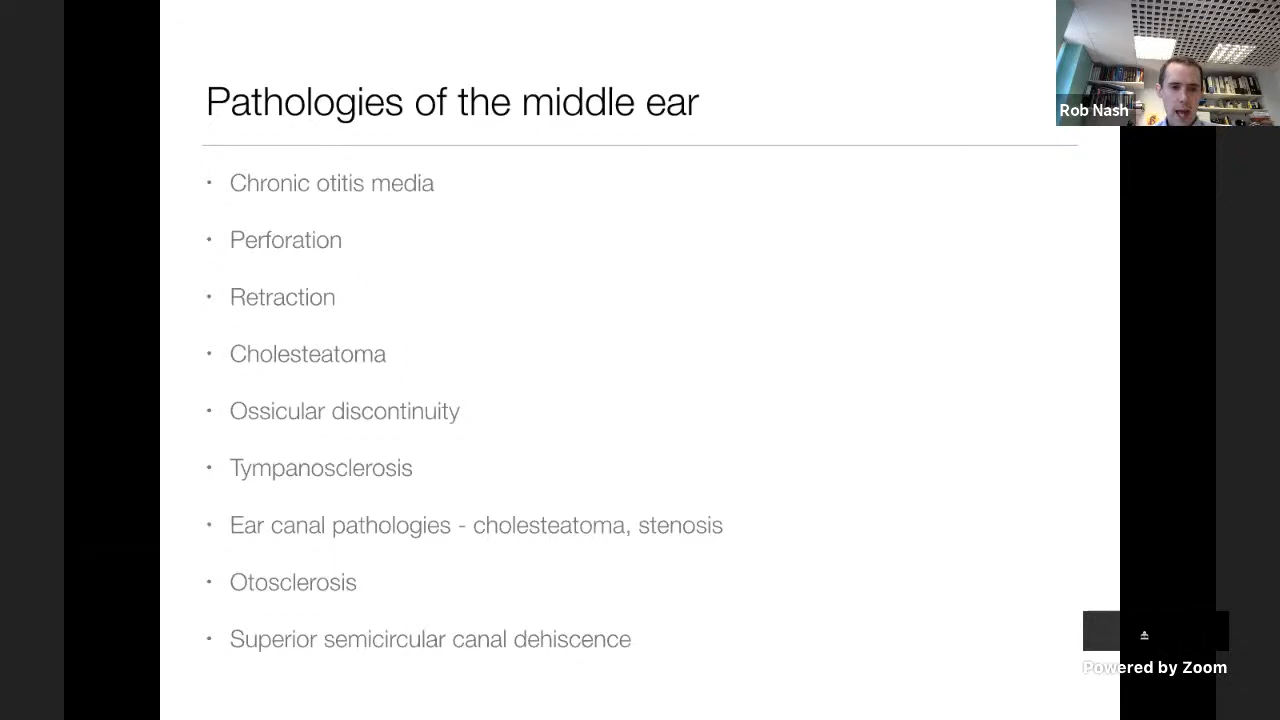 Pathologies of the middle ear
Rob Nash
• Chronic otitis media
• Perforation
• Retraction
• Cholesteatoma
• Ossicular discontinuity
• Tympanosclerosis
• Ear canal pathologies - cholesteatoma, stenosis
• Otosclerosis
• Superior semicircular canal dehiscence
Powered by Zoom